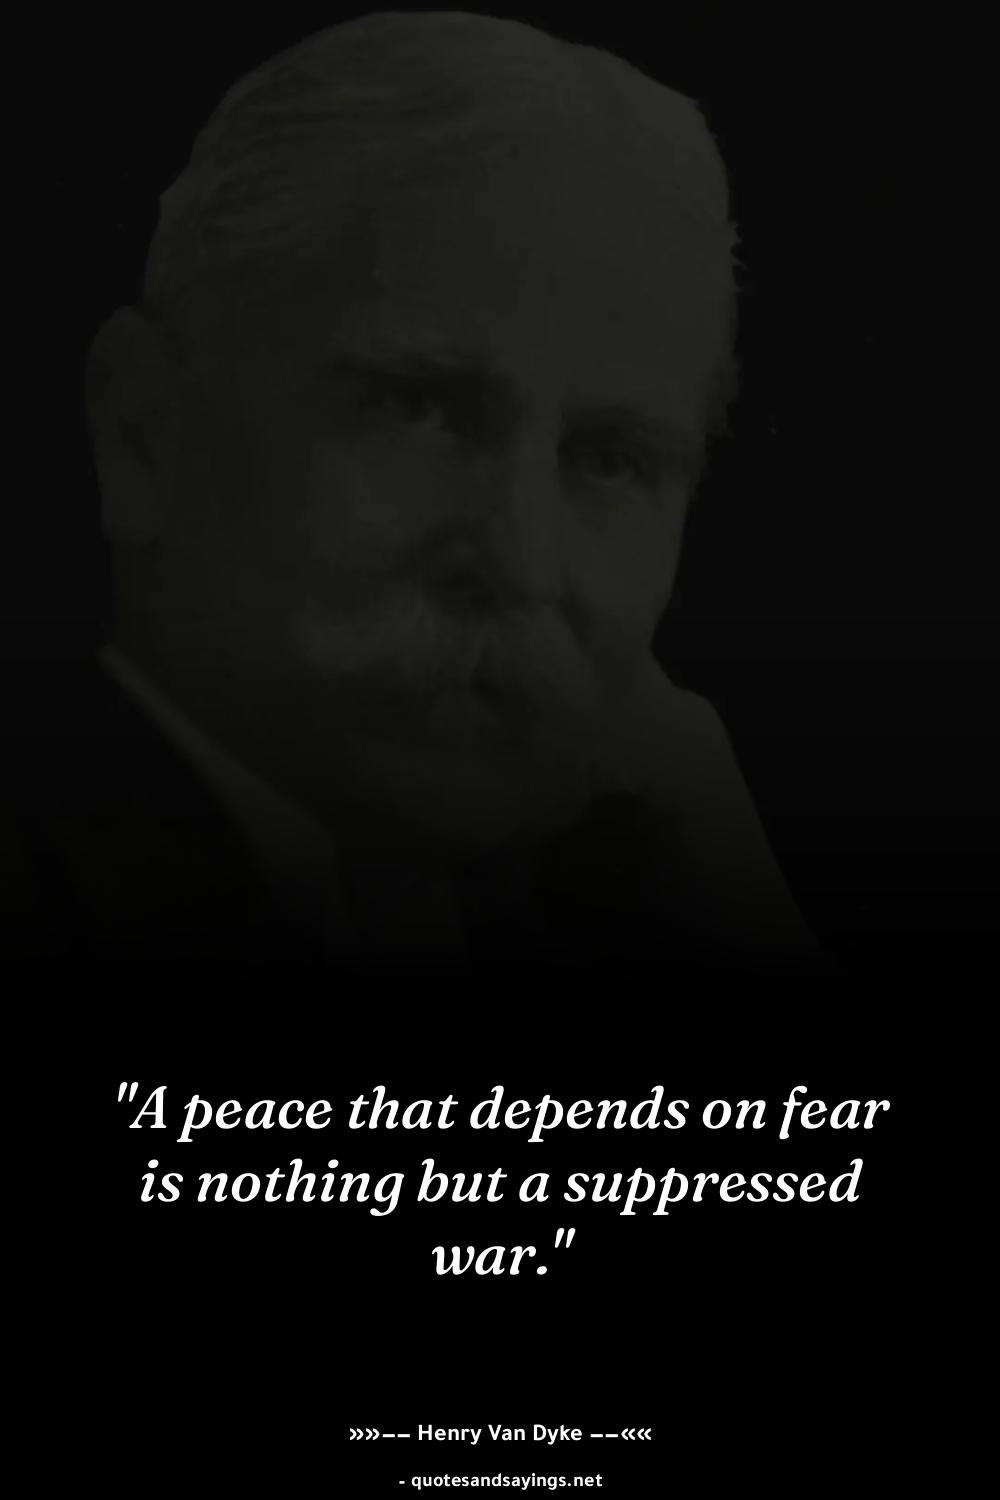 "A peace that depends on fear
is nothing but a suppressed
war."
»»−− Henry Van Dyke −−««
- quotesandsayings.net